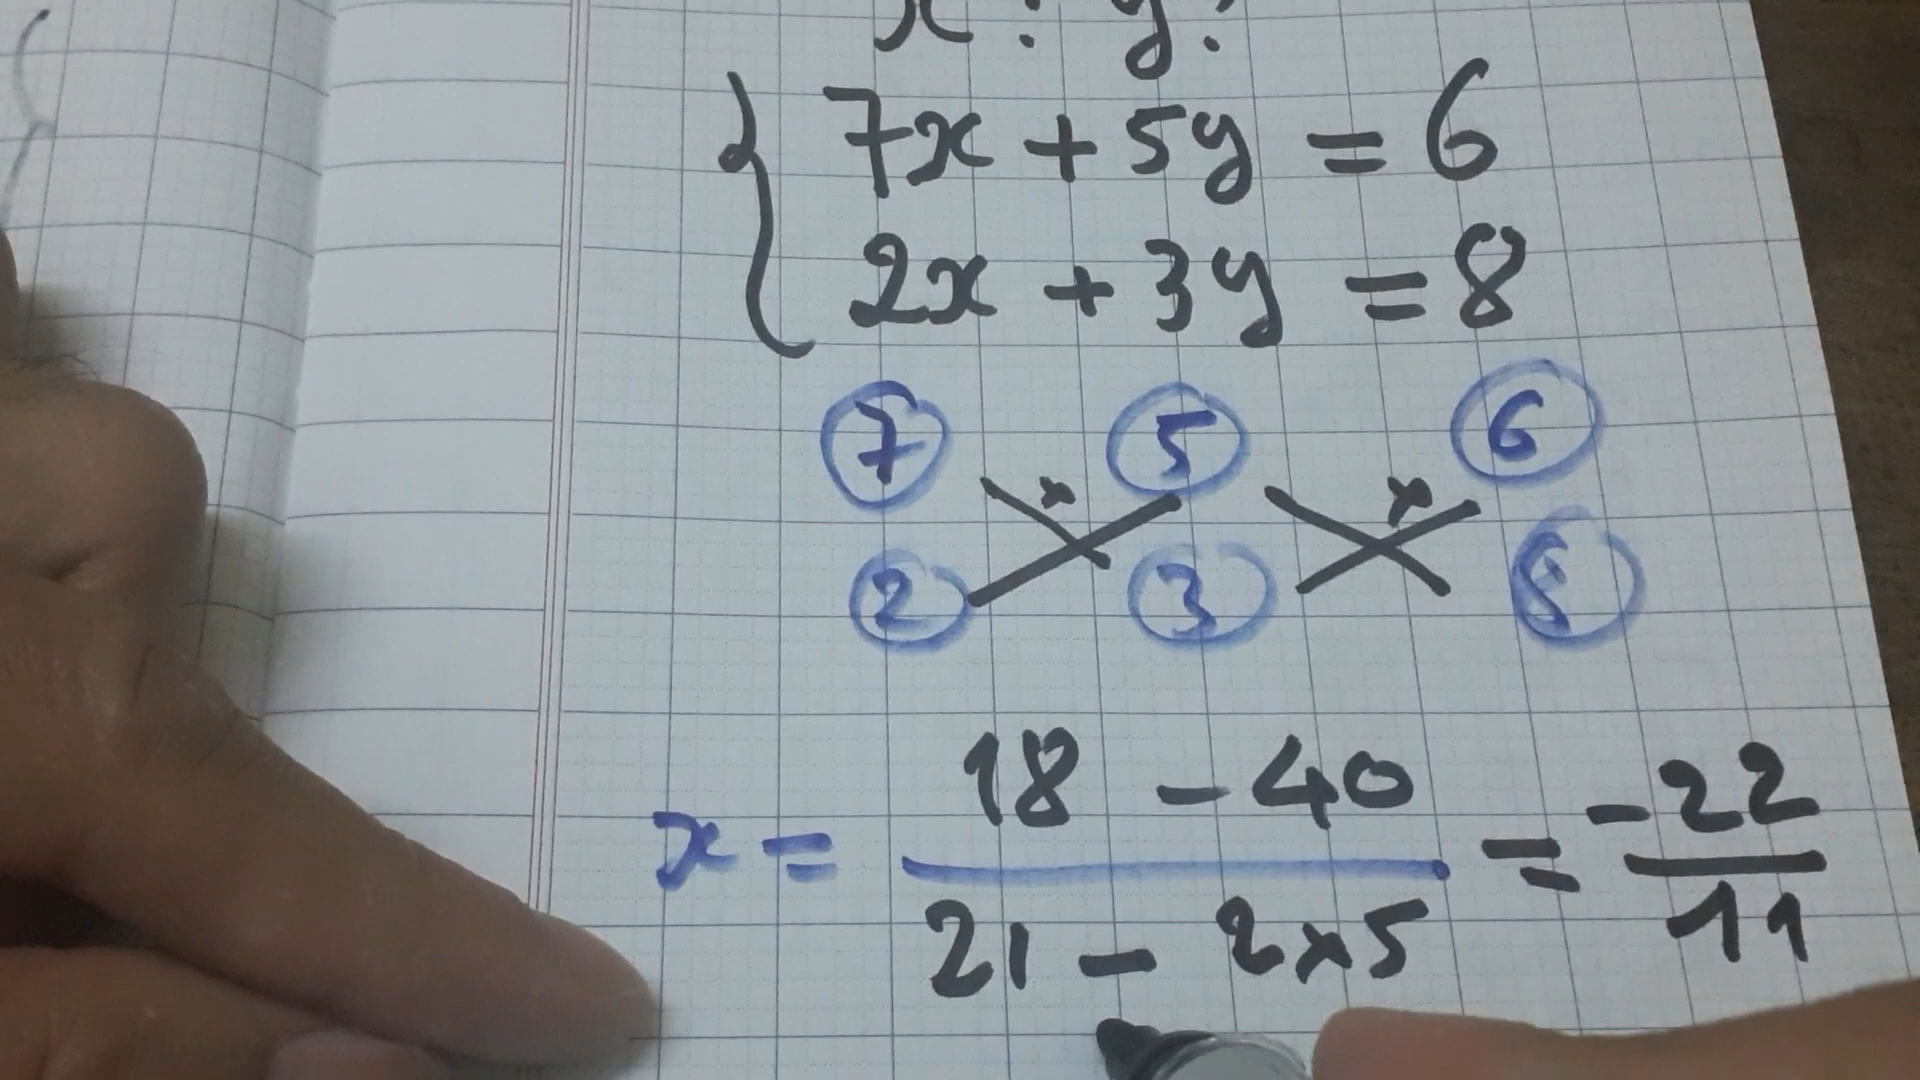 x? y?
7x + 5y = 6
2x + 3y = 8
7 × 5 × 6
2 3 8
x = (18 - 40) / (21 - 2×5) = -22 / 11